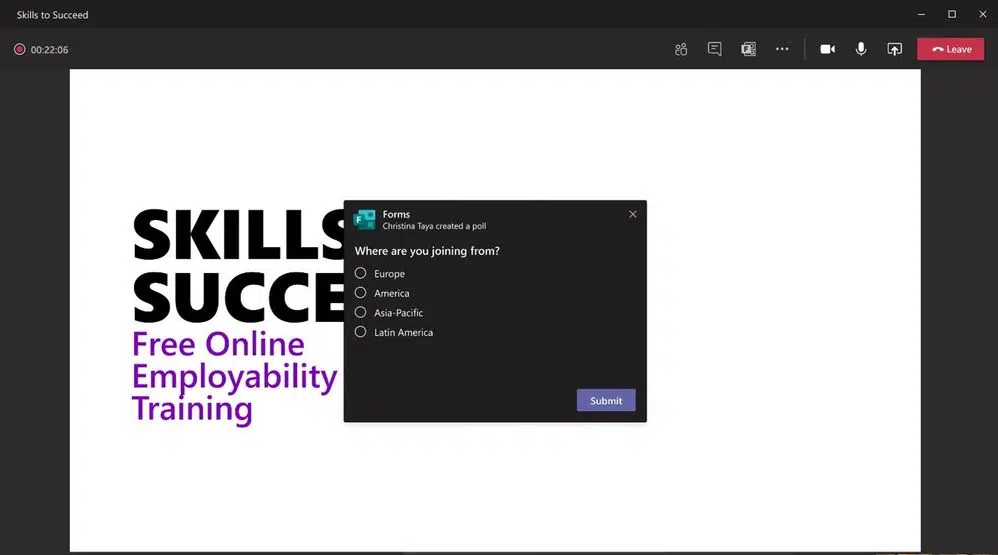 Skills to Succeed
00:22:06
Leave
SKILLS
SUCCE
Free Online
Employability
Training
Forms
Christina Taya created a poll
Where are you joining from?
Europe
America
Asia-Pacific
Latin America
Submit